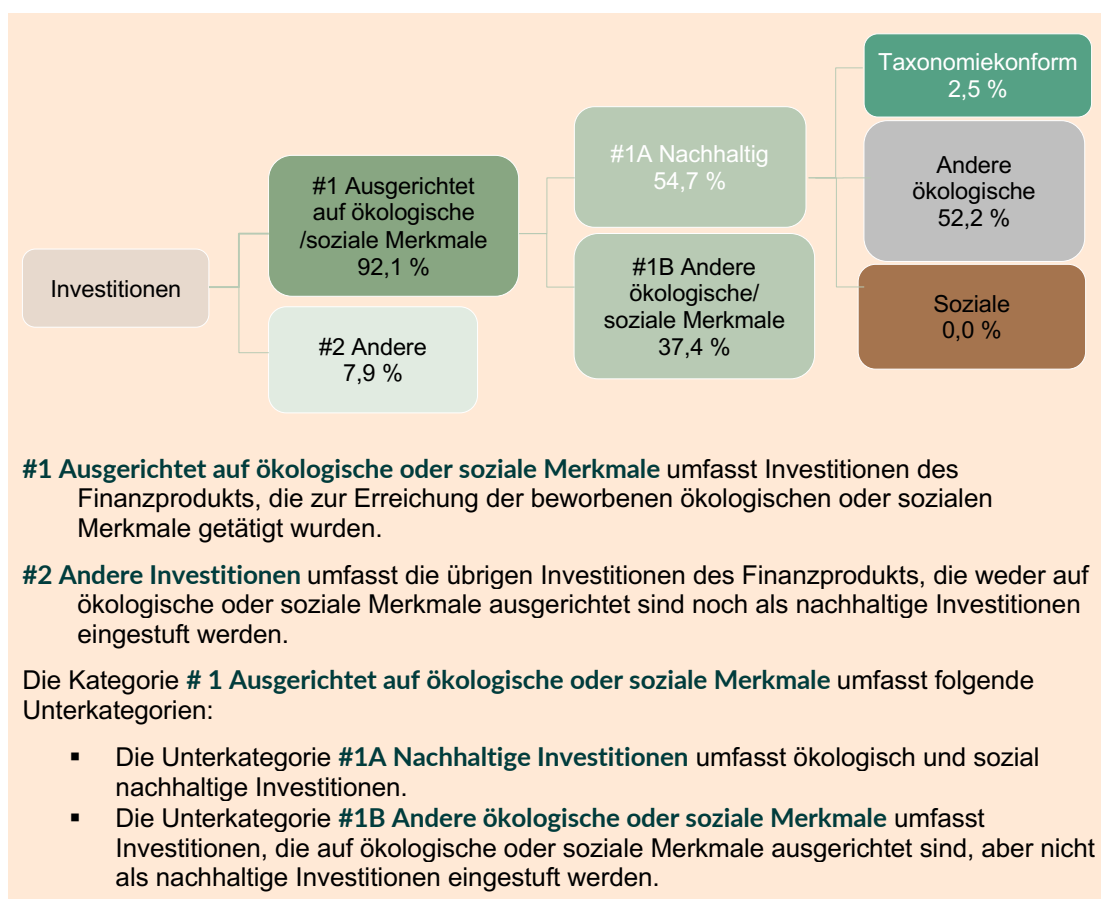 Investitionen
#1 Ausgerichtet
auf ökologische
/soziale Merkmale
92,1 %
#2 Andere
7,9 %
#1A Nachhaltig
54,7 %
#1B Andere
ökologische/
soziale Merkmale
37,4 %
Taxonomiekonform
2,5 %
Andere
ökologische
52,2 %
Soziale
0,0 %
#1 Ausgerichtet auf ökologische oder soziale Merkmale umfasst Investitionen des
Finanzprodukts, die zur Erreichung der beworbenen ökologischen oder sozialen
Merkmale getätigt wurden.
#2 Andere Investitionen umfasst die übrigen Investitionen des Finanzprodukts, die weder auf
ökologische oder soziale Merkmale ausgerichtet sind noch als nachhaltige Investitionen
eingestuft werden.
Die Kategorie # 1 Ausgerichtet auf ökologische oder soziale Merkmale umfasst folgende
Unterkategorien:
▪ Die Unterkategorie #1A Nachhaltige Investitionen umfasst ökologisch und sozial
nachhaltige Investitionen.
▪ Die Unterkategorie #1B Andere ökologische oder soziale Merkmale umfasst
Investitionen, die auf ökologische oder soziale Merkmale ausgerichtet sind, aber nicht
als nachhaltige Investitionen eingestuft werden.